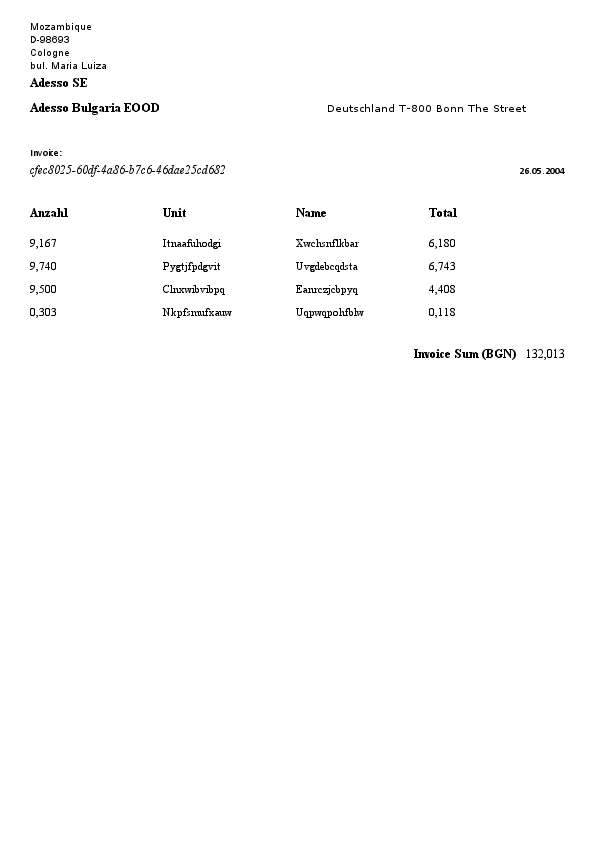 Mozambique
D-98693
Cologne
bul. Maria Luiza
Adesso SE
Adesso Bulgaria EOOD Deutschland T-800 Bonn The Street
Invoice:
cfec8025-60df-4a86-b7c6-46dae25cd682 26.05.2004
Anzahl Unit Name Total
9,167 Itnaafuhodgi Xwchsnflkbar 6,180
9,740 Pygtjfpdgvit Uvgdebcqdsta 6,743
9,500 Clnxwibvibpq Eanrczjcbpyq 4,408
0,303 Nkpfsmufxauw Uqpwqpohfblw 0,118
Invoice Sum (BGN) 132,013